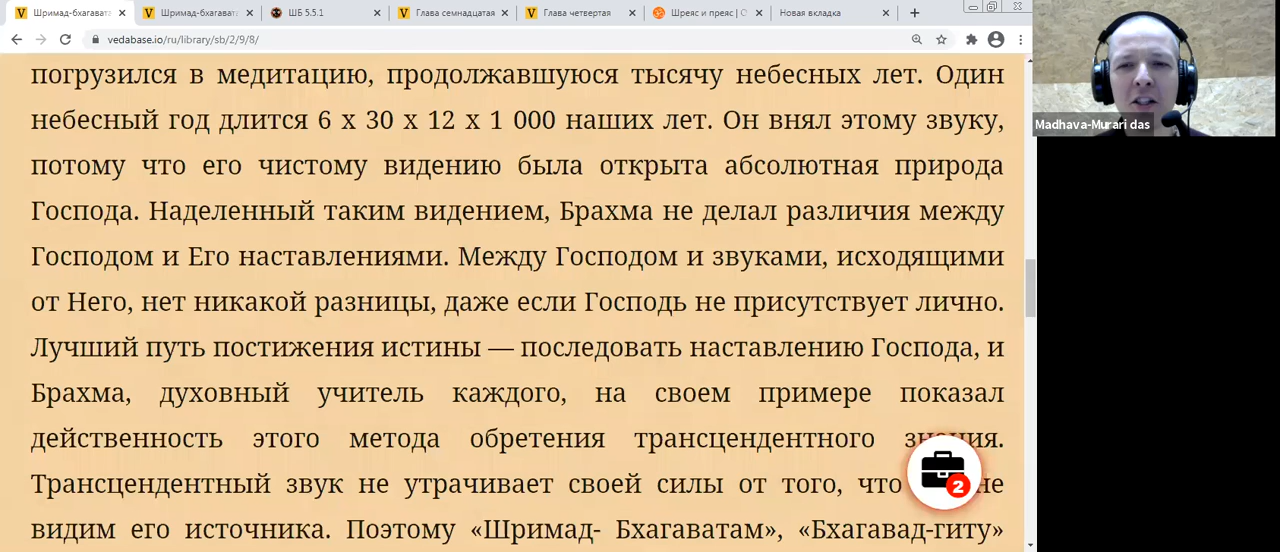 Шримад-бхагават
Шримад-бхагават
ШБ 5.5.1
Глава семнадцатая
Глава четвертая
Шреяс и преяс | О
Новая вкладка
vedabase.io/ru/library/sb/2/9/8/
погрузился в медитацию, продолжавшуюся тысячу небесных лет. Один
небесный год длится 6 x 30 x 12 x 1 000 наших лет. Он внял этому звуку,
потому что его чистому видению была открыта абсолютная природа
Господа. Наделенный таким видением, Брахма не делал различия между
Господом и Его наставлениями. Между Господом и звуками, исходящими
от Него, нет никакой разницы, даже если Господь не присутствует лично.
Лучший путь постижения истины — последовать наставлению Господа, и
Брахма, духовный учитель каждого, на своем примере показал
действенность этого метода обретения трансцендентного знания.
Трансцендентный звук не утрачивает своей силы от того, что не
видим его источника. Поэтому «Шримад- Бхагаватам», «Бхагавад-гиту»
2
Madhava-Murari das